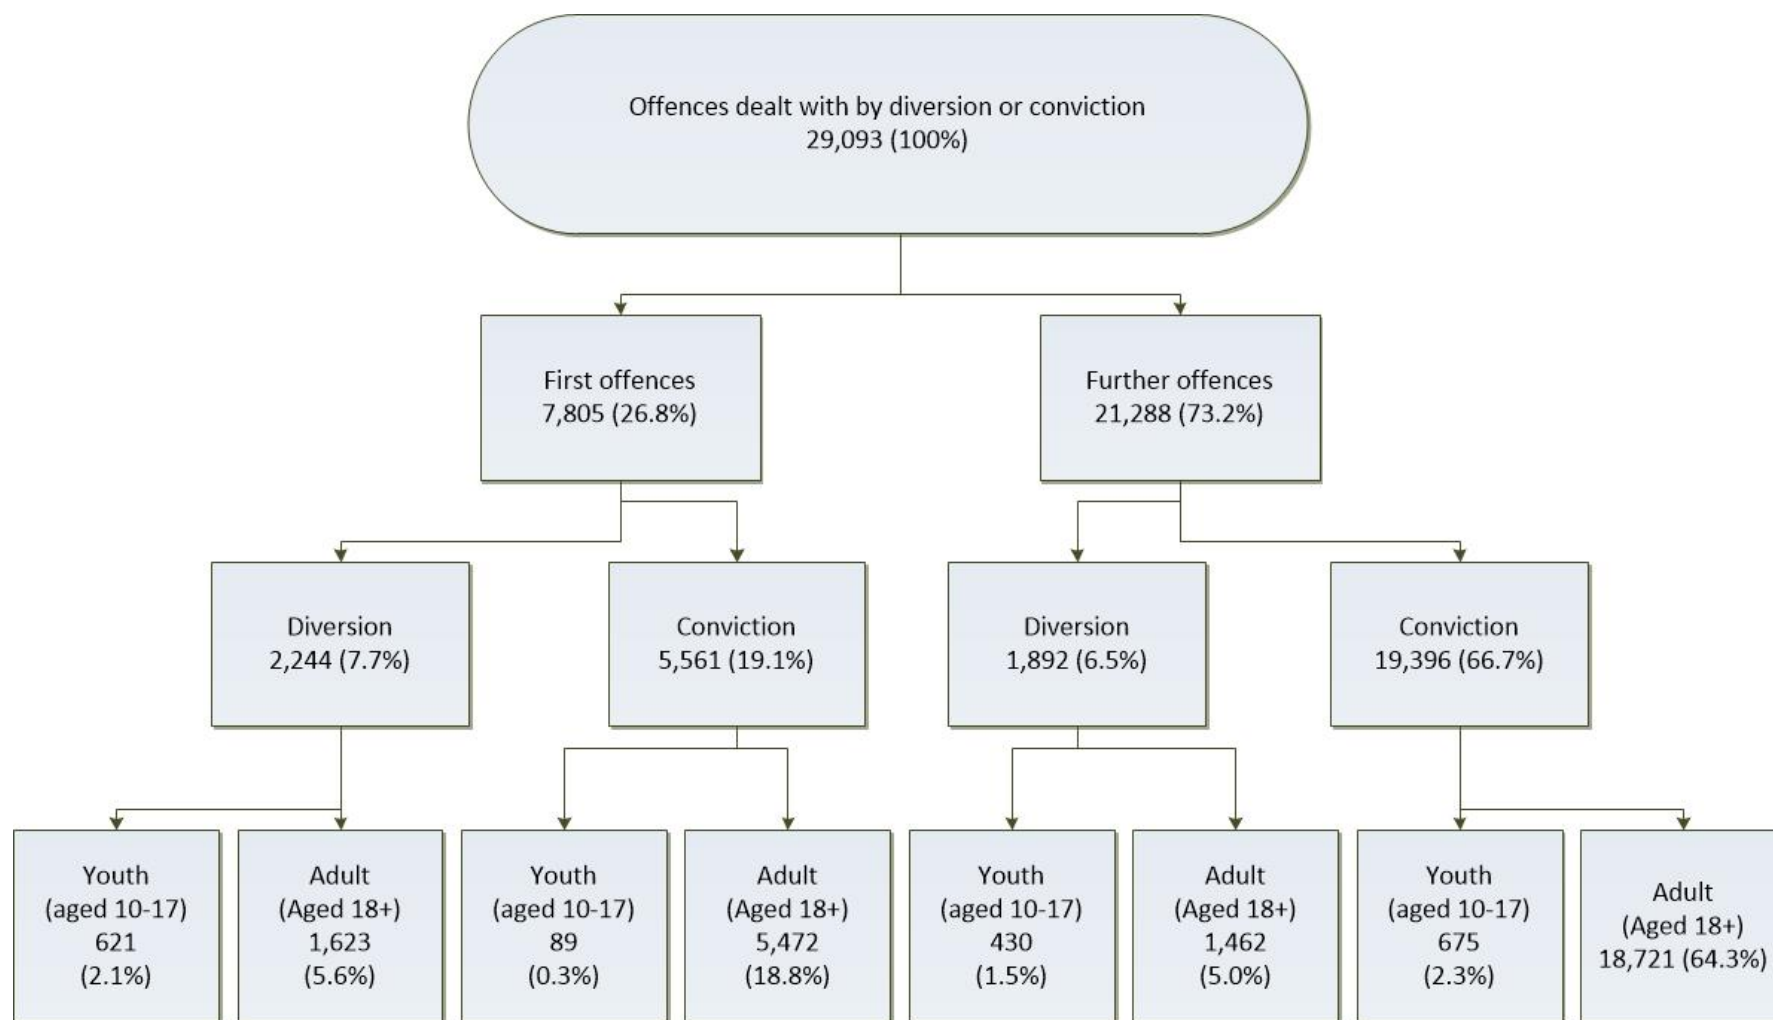 Offences dealt with by diversion or conviction
29,093 (100%)
First offences
7,805 (26.8%)
Further offences
21,288 (73.2%)
Diversion
2,244 (7.7%)
Conviction
5,561 (19.1%)
Diversion
1,892 (6.5%)
Conviction
19,396 (66.7%)
Youth
(aged 10-17)
621
(2.1%)
Adult
(Aged 18+)
1,623
(5.6%)
Youth
(aged 10-17)
89
(0.3%)
Adult
(Aged 18+)
5,472
(18.8%)
Youth
(aged 10-17)
430
(1.5%)
Adult
(Aged 18+)
1,462
(5.0%)
Youth
(aged 10-17)
675
(2.3%)
Adult
(Aged 18+)
18,721 (64.3%)